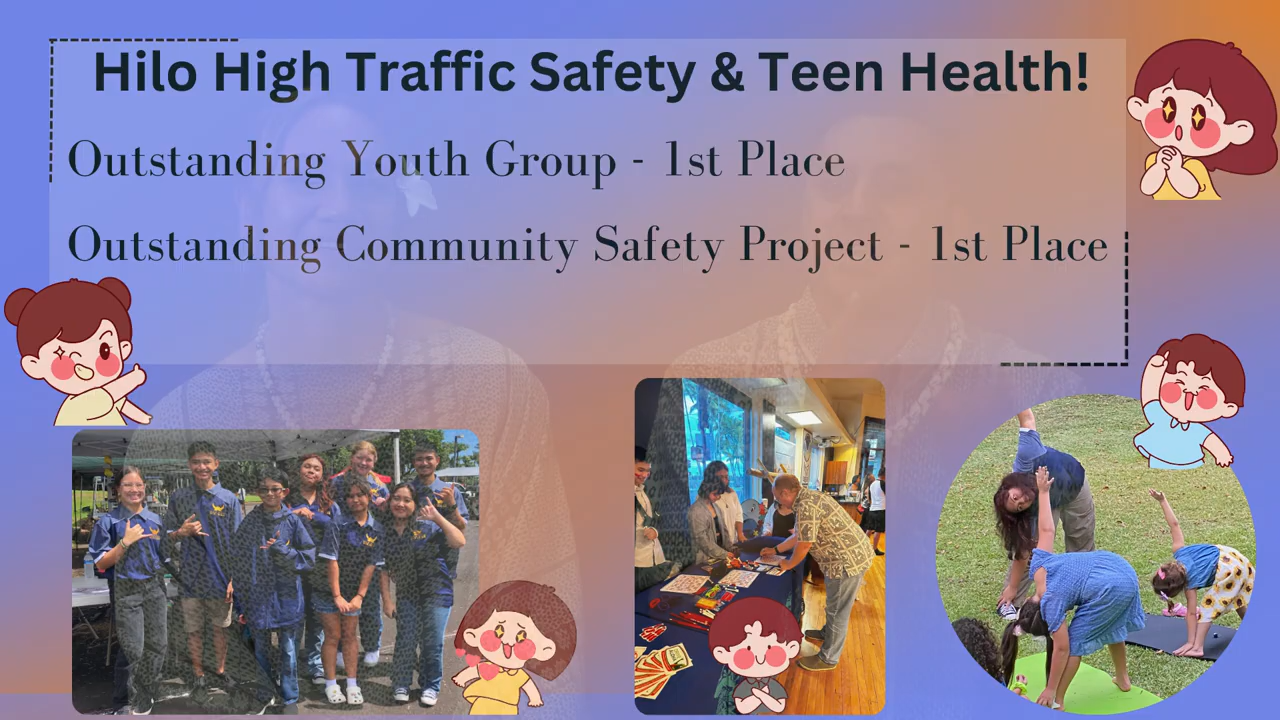 Hilo High Traffic Safety & Teen Health!
Outstanding Youth Group - 1st Place
Outstanding Community Safety Project - 1st Place